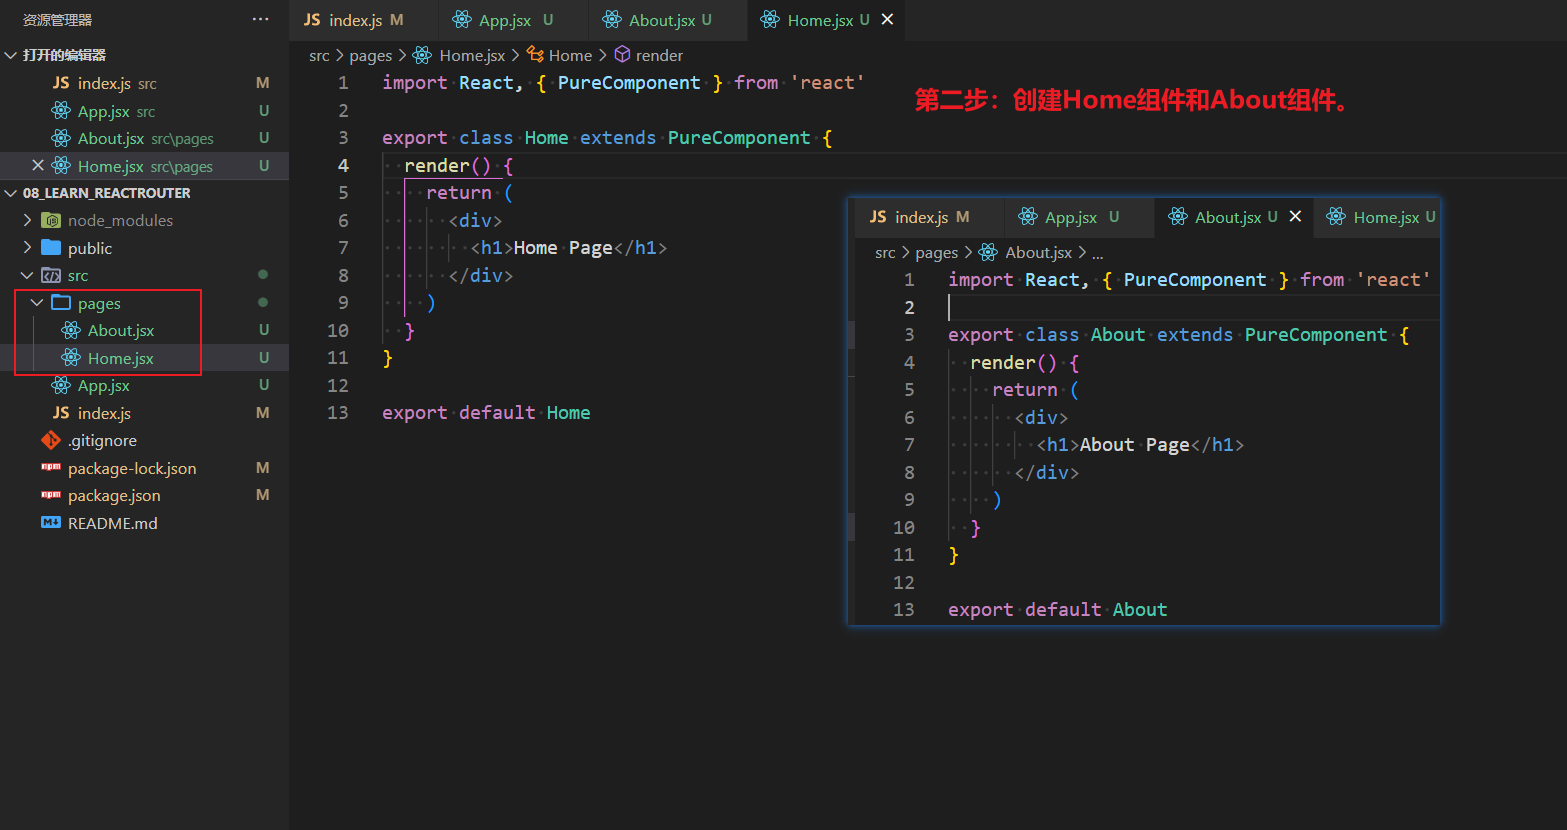 资源管理器 ···
打开的编辑器
JS index.js src M
App.jsx src U
About.jsx src\pages U
Home.jsx src\pages U
08_LEARN_REACTROUTER
node_modules
public
src
pages
About.jsx U
Home.jsx U
App.jsx U
JS index.js M
.gitignore
npm package-lock.json M
npm package.json M
README.md
JS index.js M App.jsx U About.jsx U Home.jsx U
src > pages > Home.jsx > Home > render
1 import React, { PureComponent } from 'react'
2
3 export class Home extends PureComponent {
4 render() {
5 return (
6 <div>
7 <h1>Home Page</h1>
8 </div>
9 )
10 }
11 }
12
13 export default Home
第二步：创建Home组件和About组件。
JS index.js M App.jsx U About.jsx U Home.jsx U
src > pages > About.jsx > ...
1 import React, { PureComponent } from 'react'
2
3 export class About extends PureComponent {
4 render() {
5 return (
6 <div>
7 <h1>About Page</h1>
8 </div>
9 )
10 }
11 }
12
13 export default About